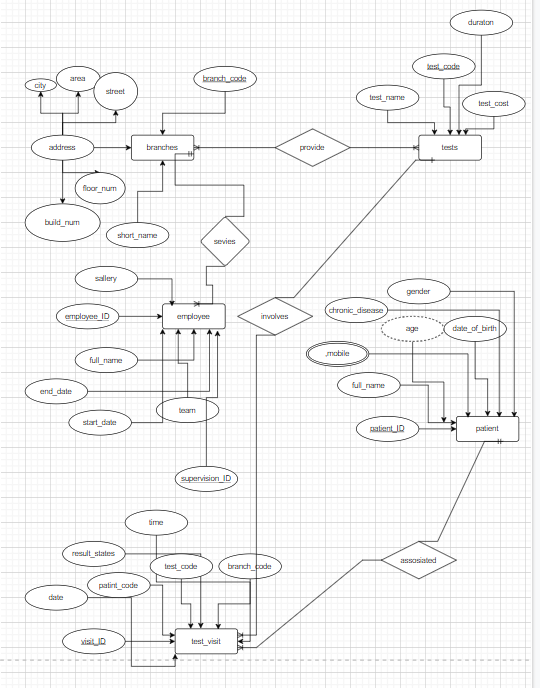 duraton
test_code
city
area
street
branch_code
test_name
test_cost
address
branches
provide
tests
floor_num
build_num
short_name
sevies
sallery
gender
employee_ID
employee
involves
chronic_disease
age
date_of_birth
,mobile
full_name
full_name
end_date
team
start_date
patient_ID
patient
supervision_ID
time
result_states
test_code
branch_code
assosiated
patint_code
date
visit_ID
test_visit